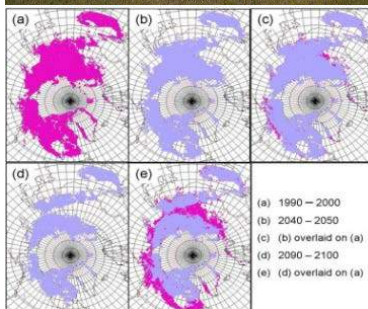 (a)
(b)
(c)
(d)
(e)
(a) 1990 – 2000
(b) 2040 – 2050
(c) (b) overlaid on (a)
(d) 2090 – 2100
(e) (d) overlaid on (a)